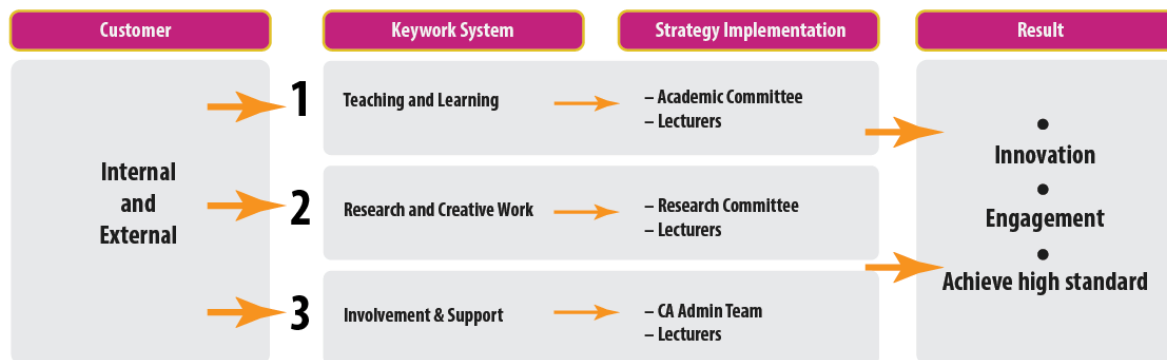 Customer
Keywork System
Strategy Implementation
Result
Internal
and
External
1
Teaching and Learning
– Academic Committee
– Lecturers
2
Research and Creative Work
– Research Committee
– Lecturers
3
Involvement & Support
– CA Admin Team
– Lecturers
•
Innovation
•
Engagement
•
Achieve high standard